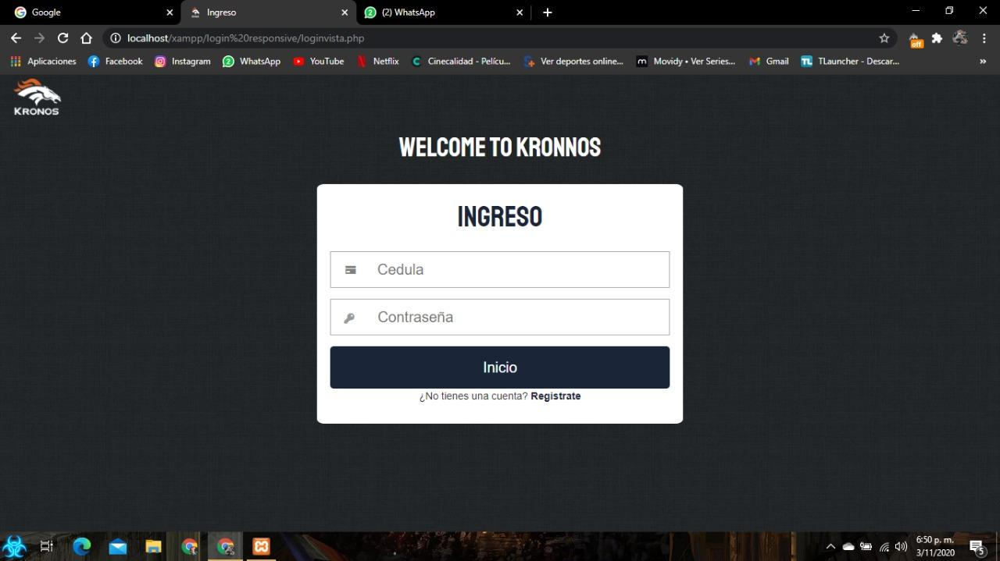 Google
Ingreso
(2) WhatsApp
localhost/xampp/login%20responsive/loginvista.php
off
Aplicaciones
Facebook
Instagram
WhatsApp
YouTube
Netflix
Cinecalidad - Pelícu...
Ver deportes online...
Movidy • Ver Series...
Gmail
TLauncher - Descar...
KRONOS
WELCOME TO KRONNOS
INGRESO
Cedula
Contraseña
Inicio
¿No tienes una cuenta? Registrate
6:50 p. m.
3/11/2020
5